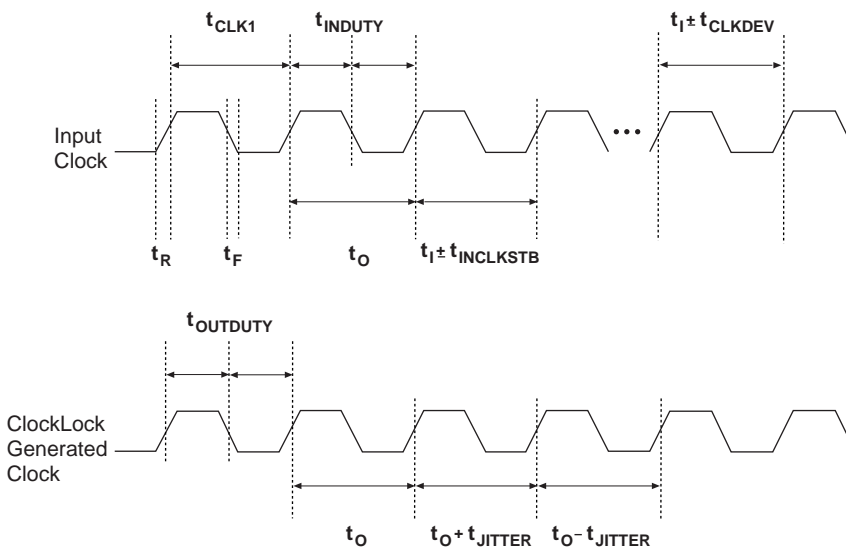 tCLK1 tINDUTY tI ± tCLKDEV
Input
Clock
tR tF tO tI ± tINCLKSTB
tOUTDUTY
ClockLock
Generated
Clock
tO tO + tJITTER tO – tJITTER